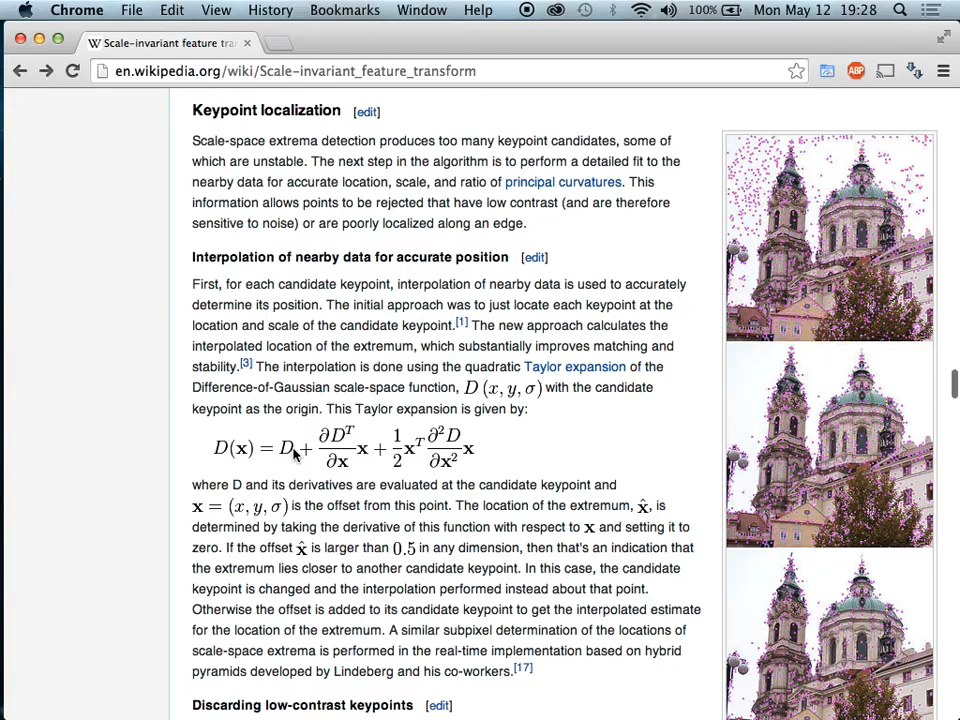 Chrome File Edit View History Bookmarks Window Help 100% Mon May 12 19:28
Scale-invariant feature tra
en.wikipedia.org/wiki/Scale-invariant_feature_transform
ABP
Keypoint localization [edit]
Scale-space extrema detection produces too many keypoint candidates, some of
which are unstable. The next step in the algorithm is to perform a detailed fit to the
nearby data for accurate location, scale, and ratio of principal curvatures. This
information allows points to be rejected that have low contrast (and are therefore
sensitive to noise) or are poorly localized along an edge.
Interpolation of nearby data for accurate position [edit]
First, for each candidate keypoint, interpolation of nearby data is used to accurately
determine its position. The initial approach was to just locate each keypoint at the
location and scale of the candidate keypoint.[1] The new approach calculates the
interpolated location of the extremum, which substantially improves matching and
stability.[3] The interpolation is done using the quadratic Taylor expansion of the
Difference-of-Gaussian scale-space function, D (x, y, σ) with the candidate
keypoint as the origin. This Taylor expansion is given by:
D(x) = D + ∂Dᵀ/∂x x + 1/2 xᵀ ∂²D/∂x² x
where D and its derivatives are evaluated at the candidate keypoint and
x = (x, y, σ) is the offset from this point. The location of the extremum, x̂, is
determined by taking the derivative of this function with respect to x and setting it to
zero. If the offset x̂ is larger than 0.5 in any dimension, then that's an indication that
the extremum lies closer to another candidate keypoint. In this case, the candidate
keypoint is changed and the interpolation performed instead about that point.
Otherwise the offset is added to its candidate keypoint to get the interpolated estimate
for the location of the extremum. A similar subpixel determination of the locations of
scale-space extrema is performed in the real-time implementation based on hybrid
pyramids developed by Lindeberg and his co-workers.[17]
Discarding low-contrast keypoints [edit]